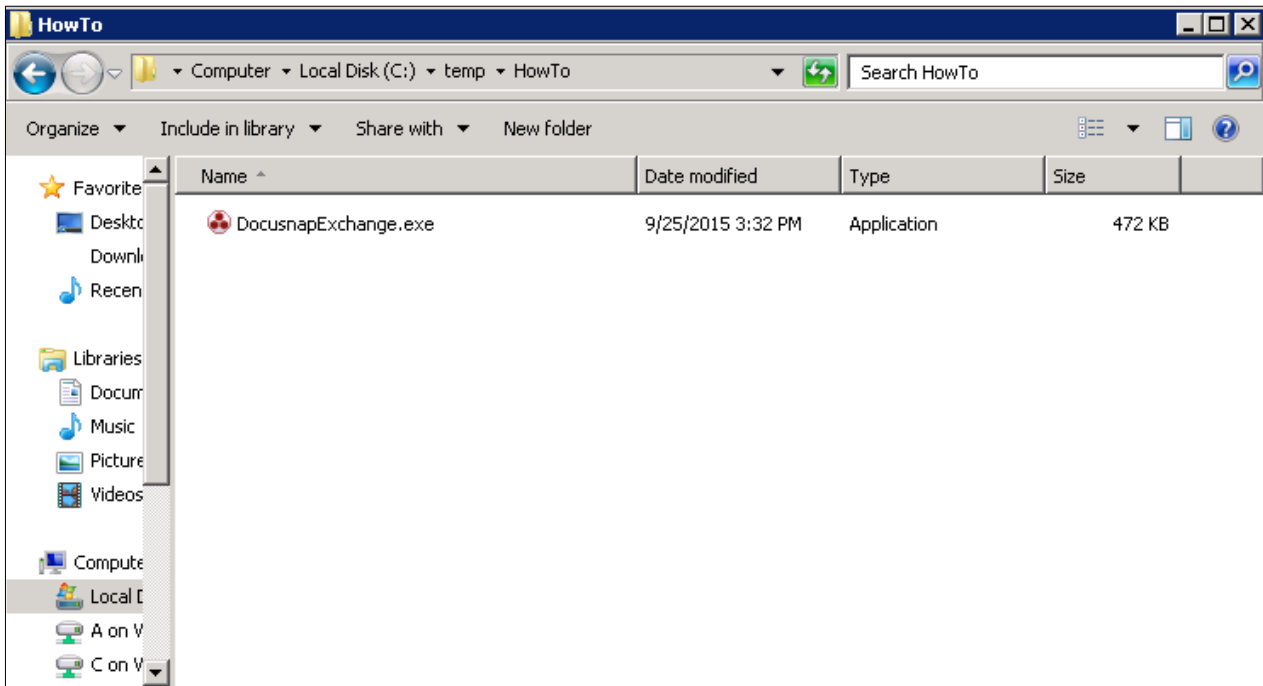 HowTo
Computer Local Disk (C:) temp HowTo Search HowTo
Organize Include in library Share with New folder
Name Date modified Type Size
DocusnapExchange.exe 9/25/2015 3:32 PM Application 472 KB
Favorite
Deskto
Downl
Recen
Libraries
Docum
Music
Picture
Videos
Compute
Local D
A on V
C on V